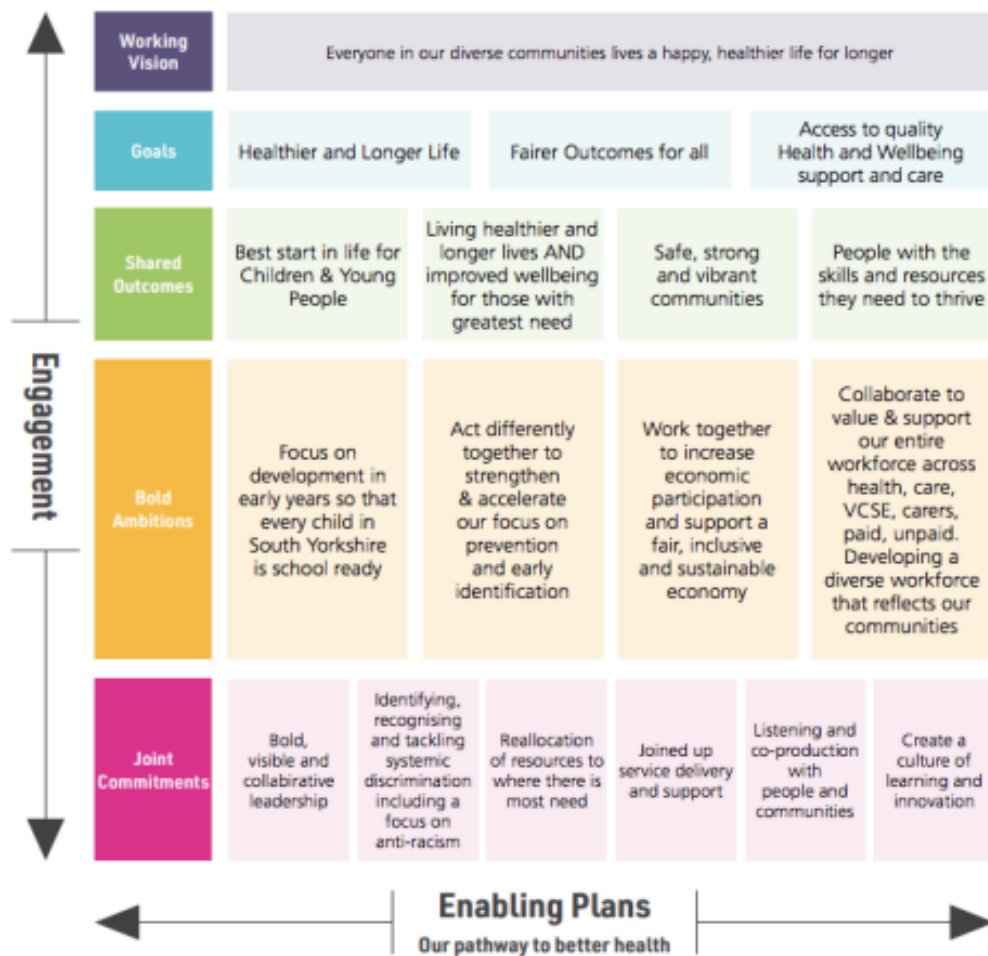 Working
Vision
Everyone in our diverse communities lives a happy, healthier life for longer
Goals
Healthier and Longer Life
Fairer Outcomes for all
Access to quality
Health and Wellbeing
support and care
Shared
Outcomes
Best start in life for
Children & Young
People
Living healthier and
longer lives AND
improved wellbeing
for those with
greatest need
Safe, strong
and vibrant
communities
People with the
skills and resources
they need to thrive
Engagement
Bold
Ambitions
Focus on
development in
early years so that
every child in
South Yorkshire
is school ready
Act differently
together to
strengthen
& accelerate
our focus on
prevention
and early
identification
Work together
to increase
economic
participation
and support a
fair, inclusive
and sustainable
economy
Collaborate to
value & support
our entire
workforce across
health, care,
VCSE, carers,
paid, unpaid.
Developing a
diverse workforce
that reflects our
communities
Joint
Commitments
Bold,
visible and
collabirative
leadership
Identifying,
recognising
and tackling
systemic
discrimination
including a
focus on
anti-racism
Reallocation
of resources to
where there is
most need
Joined up
service delivery
and support
Listening and
co-production
with
people and
communities
Create a
culture of
learning and
innovation
Enabling Plans
Our pathway to better health